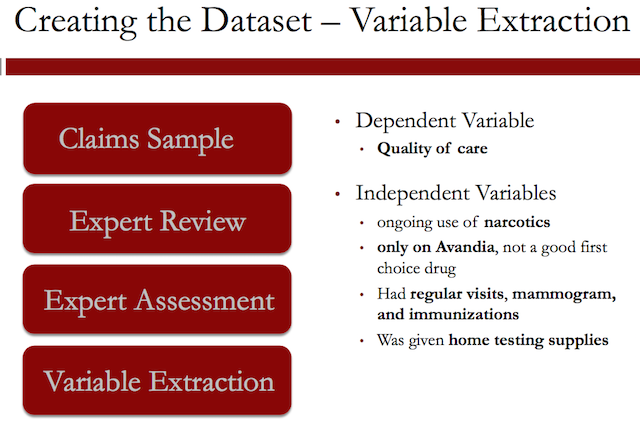 Creating the Dataset – Variable Extraction
Claims Sample
Expert Review
Expert Assessment
Variable Extraction
• Dependent Variable
• Quality of care
• Independent Variables
• ongoing use of narcotics
• only on Avandia, not a good first
choice drug
• Had regular visits, mammogram,
and immunizations
• Was given home testing supplies